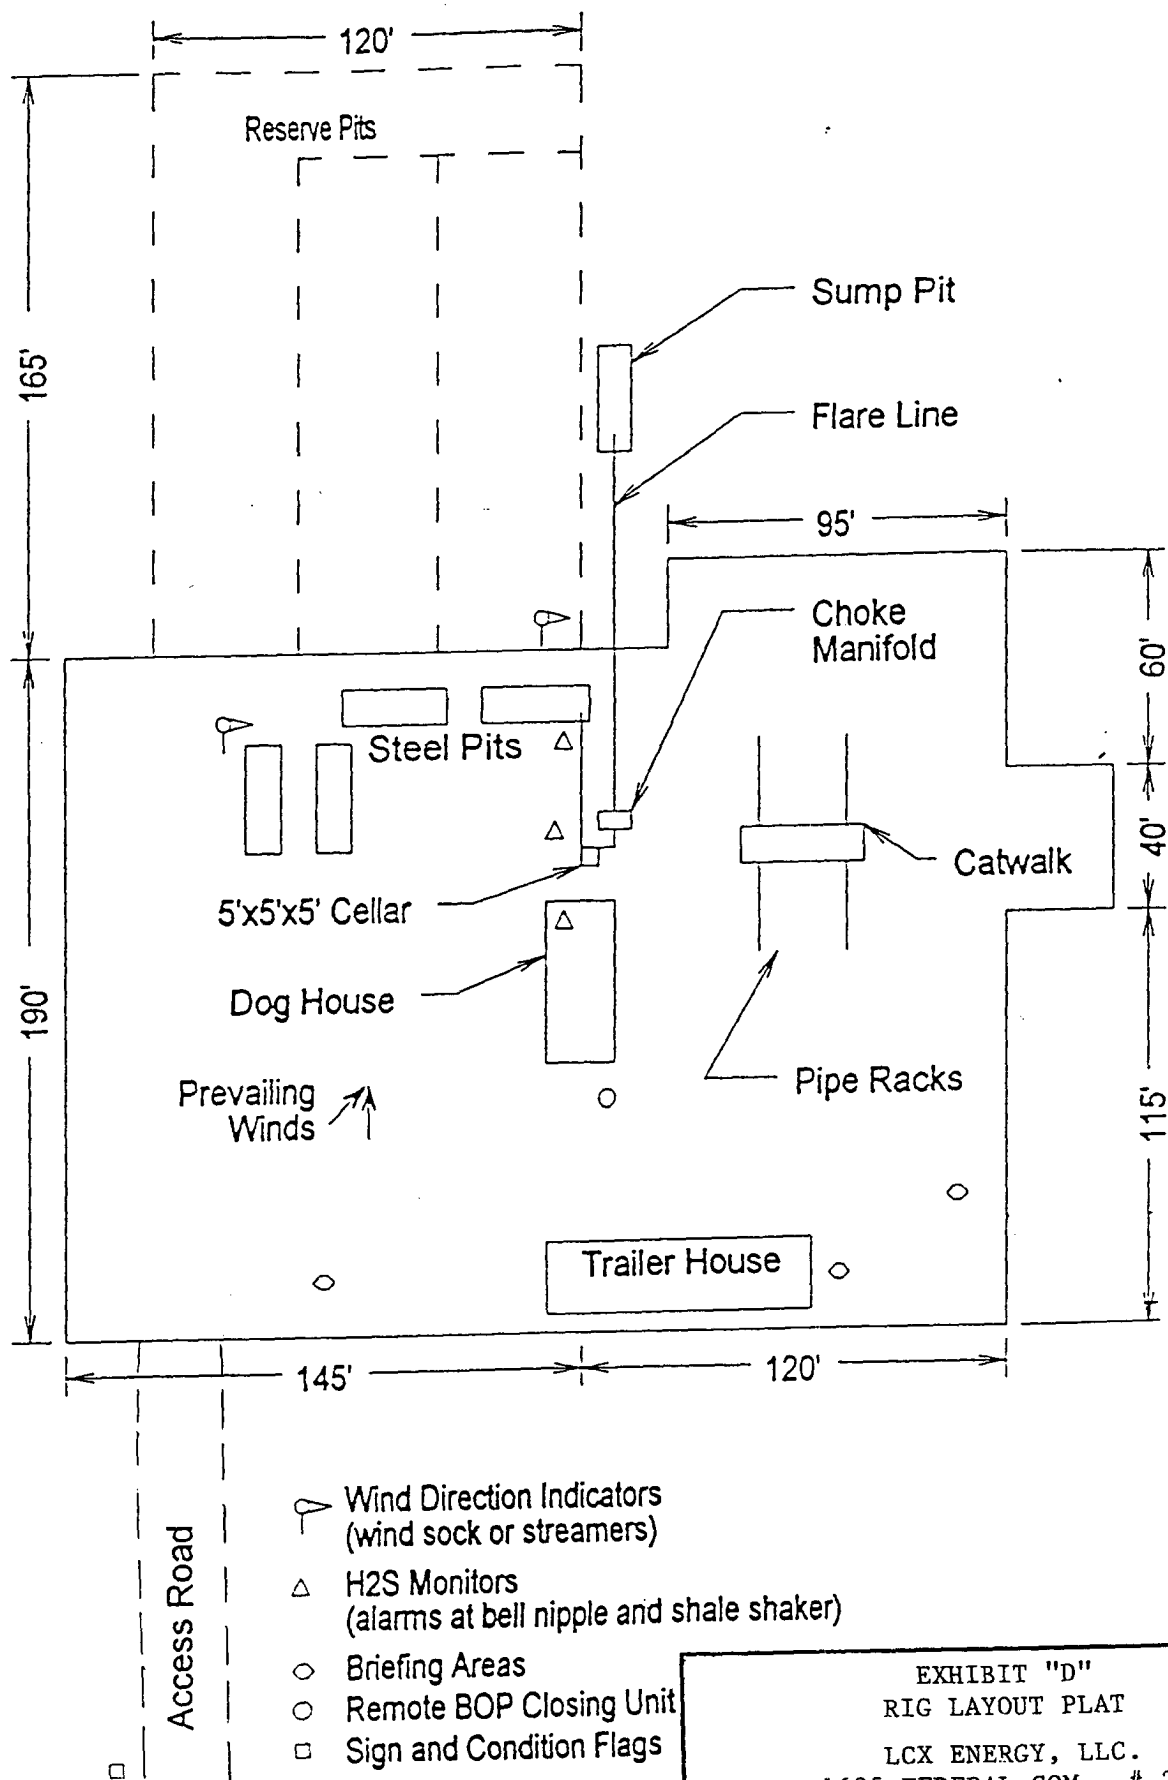 120'
Reserve Pits
165'
Sump Pit
Flare Line
95'
Choke
Manifold
60'
Steel Pits
40'
Catwalk
5'x5'x5' Cellar
190'
Dog House
Prevailing
Winds
Pipe Racks
115'
Trailer House
145'
120'
Access Road
Wind Direction Indicators
(wind sock or streamers)
H2S Monitors
(alarms at bell nipple and shale shaker)
Briefing Areas
Remote BOP Closing Unit
Sign and Condition Flags
EXHIBIT "D"
RIG LAYOUT PLAT
LCX ENERGY, LLC.